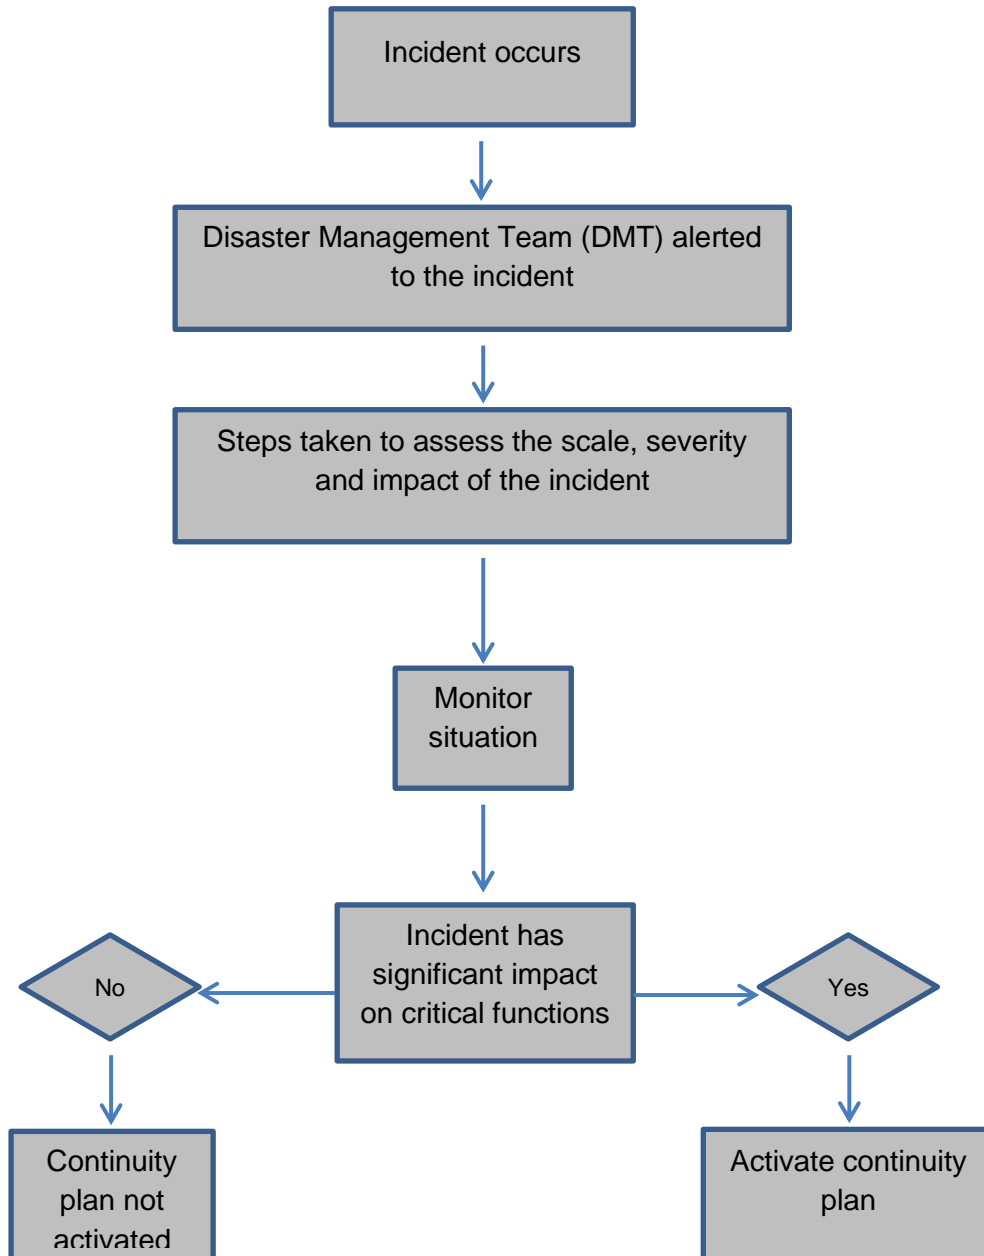 Incident occurs
Disaster Management Team (DMT) alerted
to the incident
Steps taken to assess the scale, severity
and impact of the incident
Monitor
situation
Incident has
significant impact
on critical functions
No
Yes
Continuity
plan not
activated
Activate continuity
plan